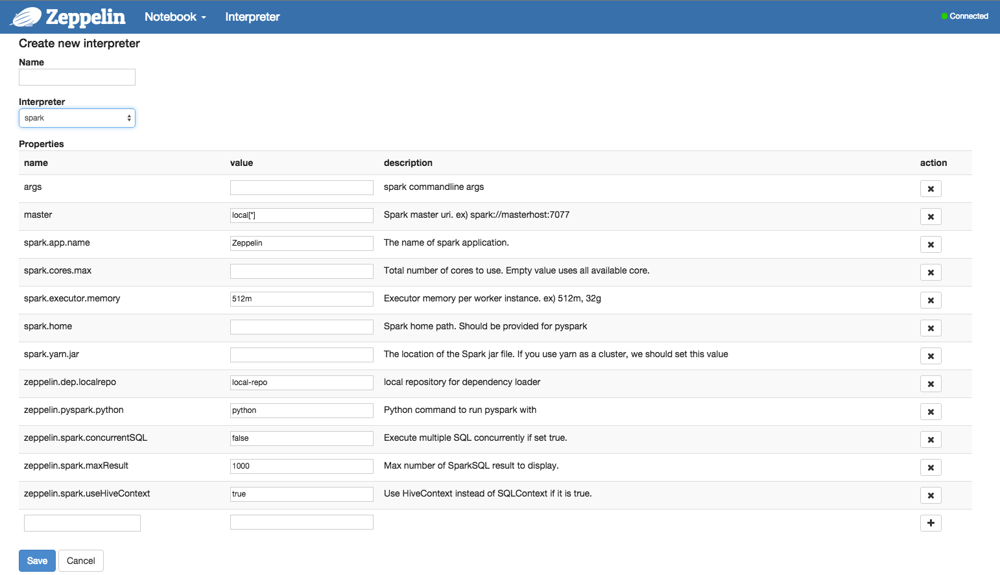 Zeppelin Notebook Interpreter Connected
Create new interpreter
Name
Interpreter
spark
Properties
name value description action
args spark commandline args
master local[*] Spark master uri. ex) spark://masterhost:7077
spark.app.name Zeppelin The name of spark application.
spark.cores.max Total number of cores to use. Empty value uses all available core.
spark.executor.memory 512m Executor memory per worker instance. ex) 512m, 32g
spark.home Spark home path. Should be provided for pyspark
spark.yarn.jar The location of the Spark jar file. If you use yarn as a cluster, we should set this value
zeppelin.dep.localrepo local-repo local repository for dependency loader
zeppelin.pyspark.python python Python command to run pyspark with
zeppelin.spark.concurrentSQL false Execute multiple SQL concurrently if set true.
zeppelin.spark.maxResult 1000 Max number of SparkSQL result to display.
zeppelin.spark.useHiveContext true Use HiveContext instead of SQLContext if it is true.
Save Cancel